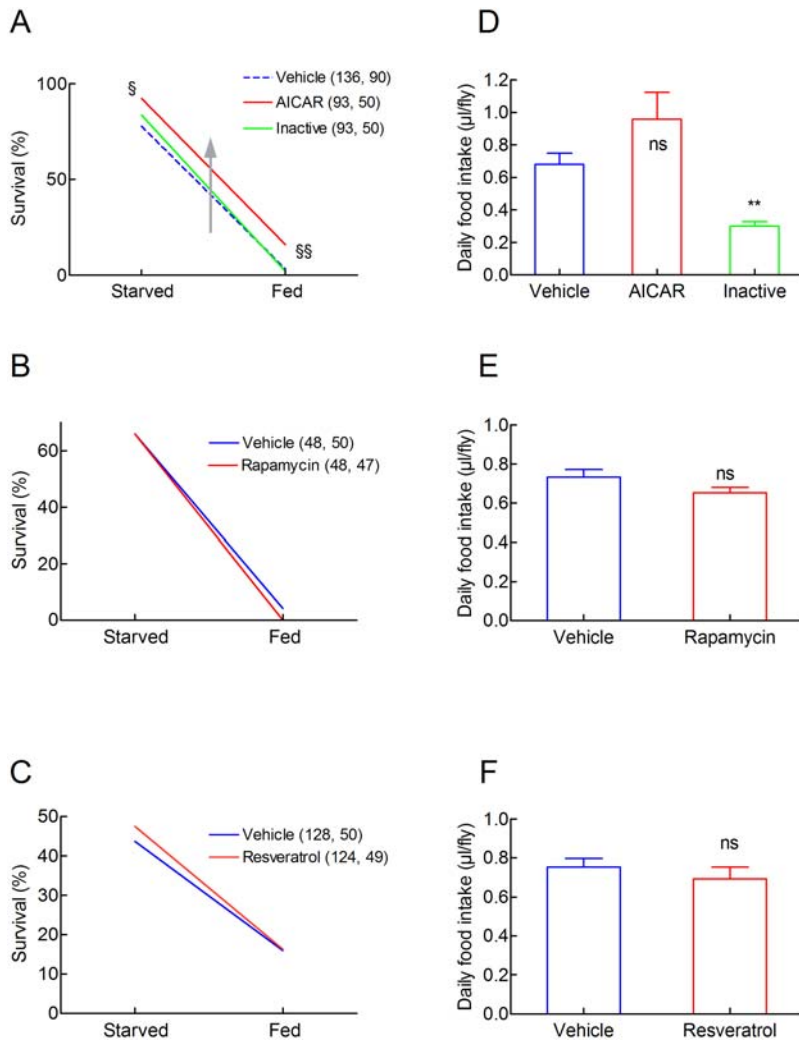 A
Survival (%)
100
50
0
§
§§
Vehicle (136, 90)
AICAR (93, 50)
Inactive (93, 50)
Starved
Fed
D
Daily food intake (µl/fly)
1.2
1.0
0.8
0.6
0.4
0.2
0.0
ns
**
Vehicle
AICAR
Inactive
B
Survival (%)
60
40
20
0
Vehicle (48, 50)
Rapamycin (48, 47)
Starved
Fed
E
Daily food intake (µl/fly)
1.0
0.8
0.6
0.4
0.2
0.0
ns
Vehicle
Rapamycin
C
Survival (%)
50
40
30
20
10
0
Vehicle (128, 50)
Resveratrol (124, 49)
Starved
Fed
F
Daily food intake (µl/fly)
1.0
0.8
0.6
0.4
0.2
0.0
ns
Vehicle
Resveratrol